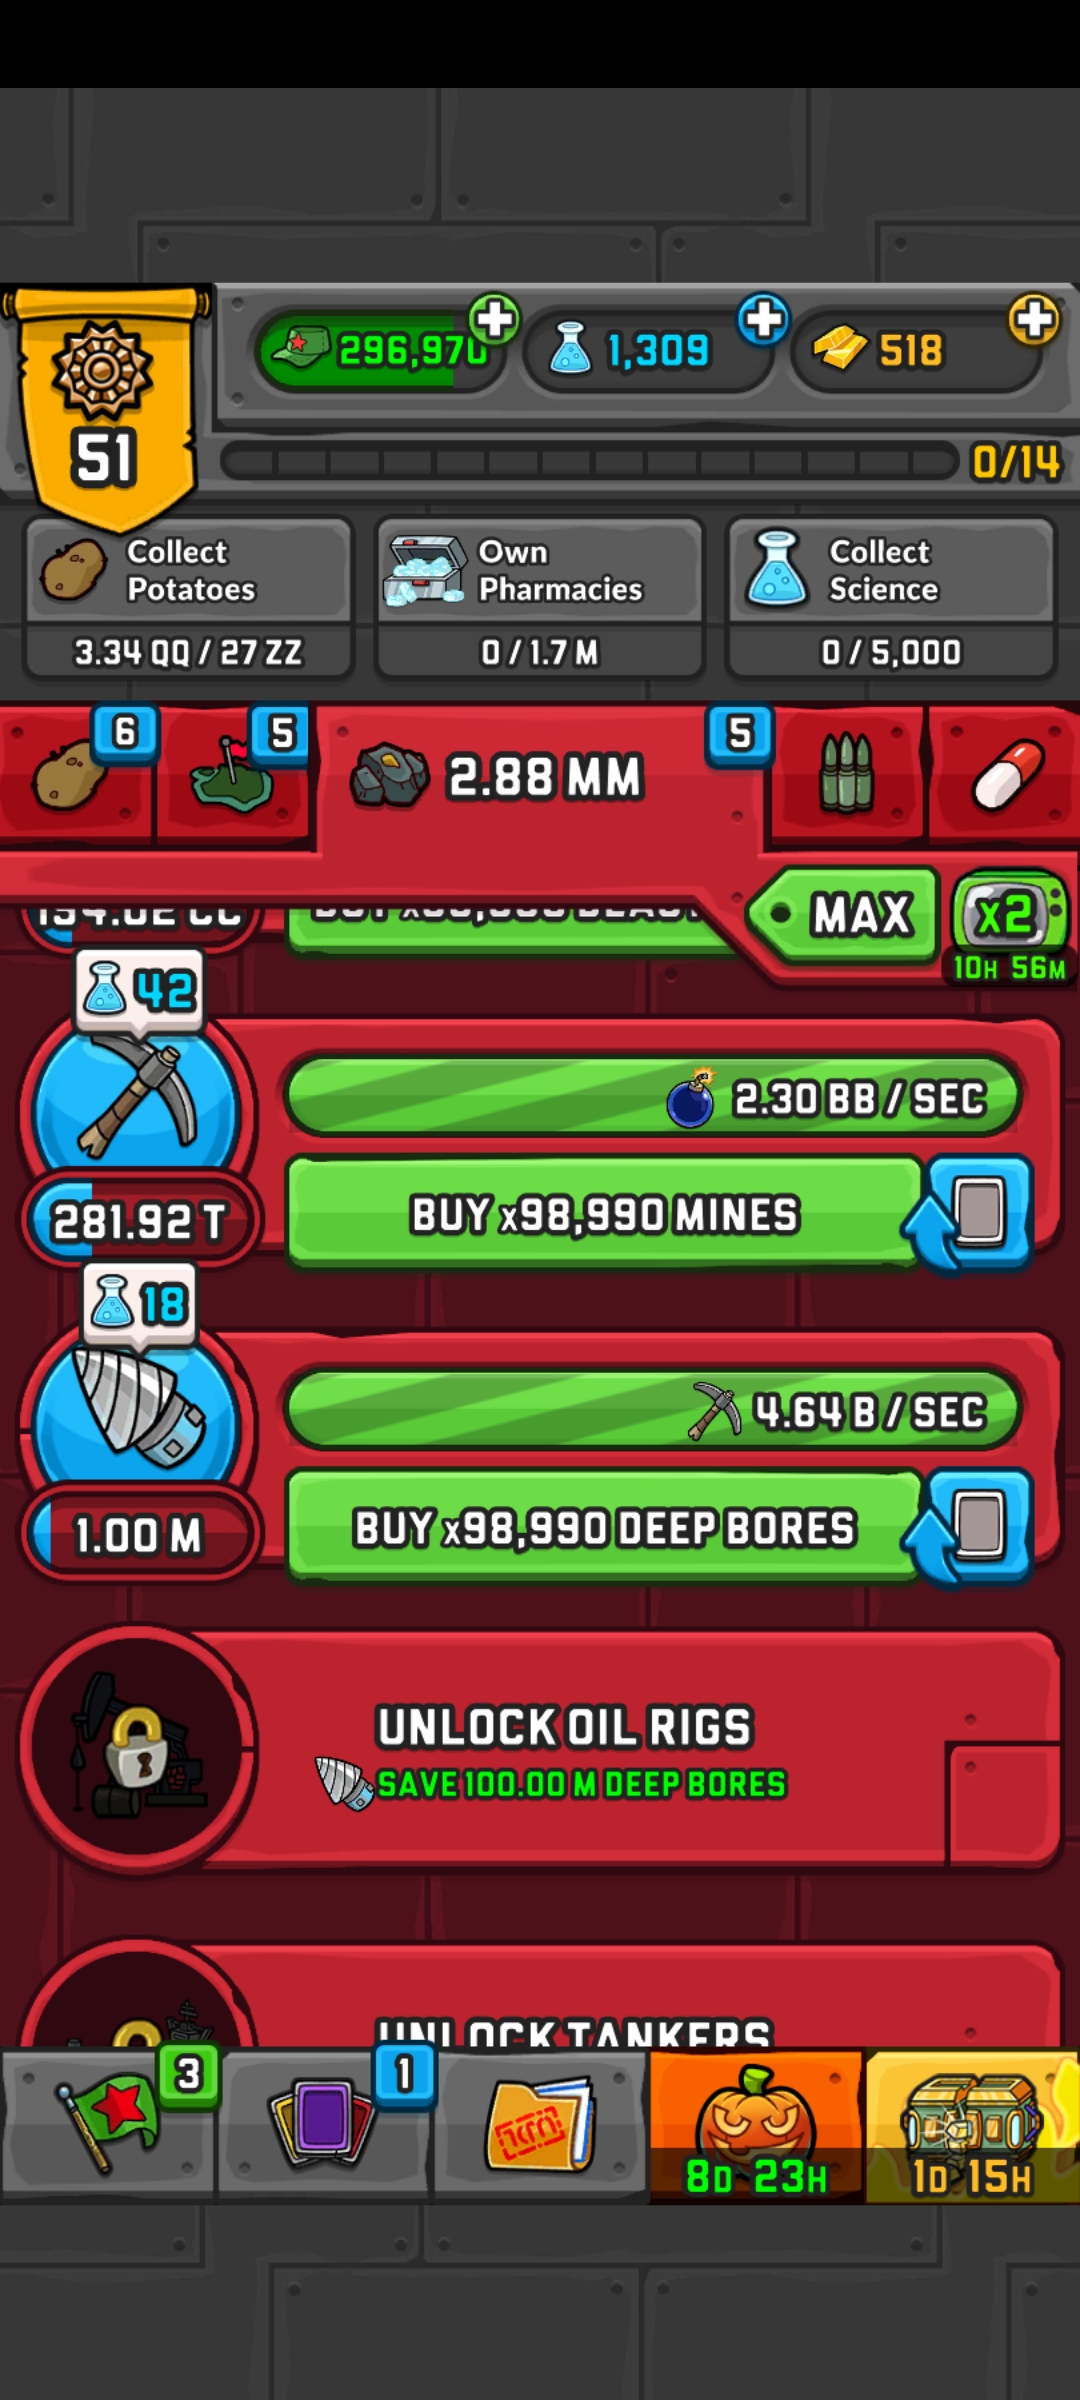 51
296,970
1,309
518
0/14
Collect
Potatoes
3.34 QQ / 27 ZZ
Own
Pharmacies
0 / 1.7 M
Collect
Science
0 / 5,000
6
5
2.88 MM
5
MAX
x2
10H 56M
42
2.30 BB / SEC
281.92 T
BUY x98,990 MINES
18
4.64 B / SEC
1.00 M
BUY x98,990 DEEP BORES
UNLOCK OIL RIGS
SAVE 100.00 M DEEP BORES
UNLOCK TANKERS
3
1
8D 23H
1D 15H